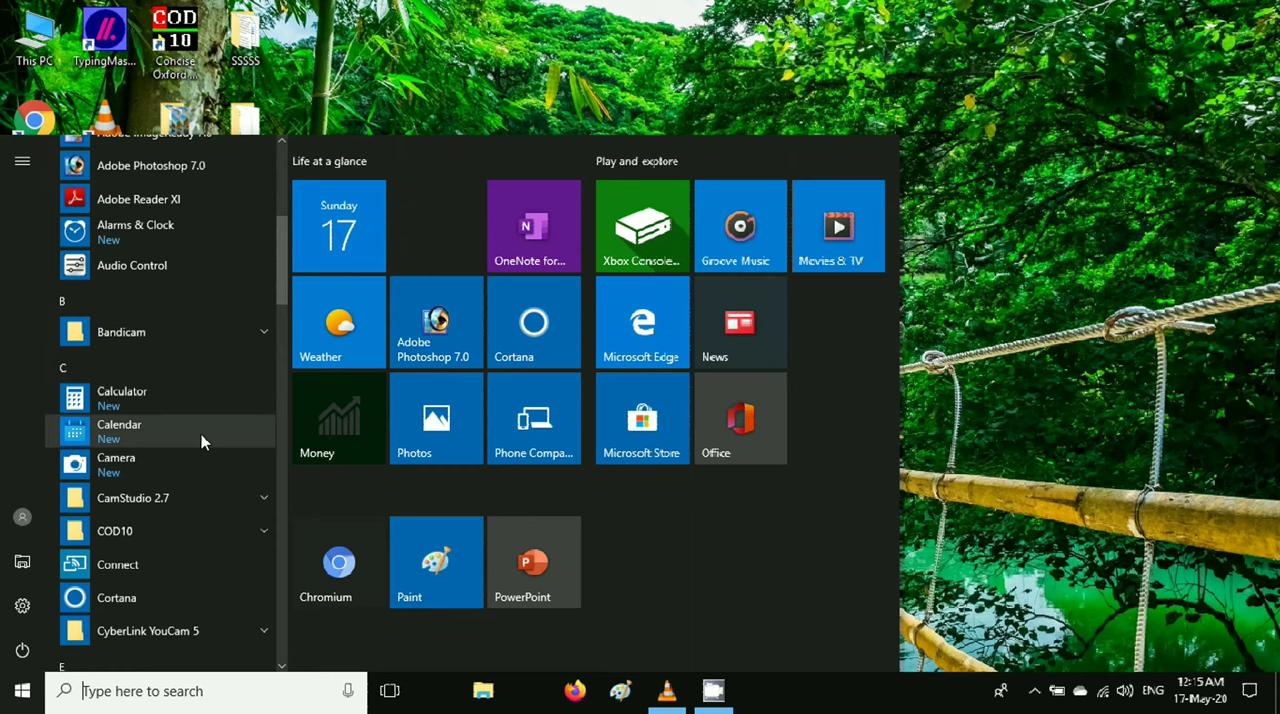 This PC
TypingMas...
COD
10
Concise
Oxford...
SSSSS
Adobe ImageReady 7.0
Adobe Photoshop 7.0
Adobe Reader XI
Alarms & Clock
New
Audio Control
B
Bandicam
C
Calculator
New
Calendar
New
Camera
New
CamStudio 2.7
COD10
Connect
Cortana
CyberLink YouCam 5
E
Life at a glance
Sunday
17
OneNote for...
Weather
Adobe
Photoshop 7.0
Cortana
Money
Photos
Phone Compa...
Chromium
Paint
PowerPoint
Play and explore
Xbox Console...
Groove Music
Movies & TV
Microsoft Edge
News
Microsoft Store
Office
Type here to search
ENG
12:15 AM
17-May-20